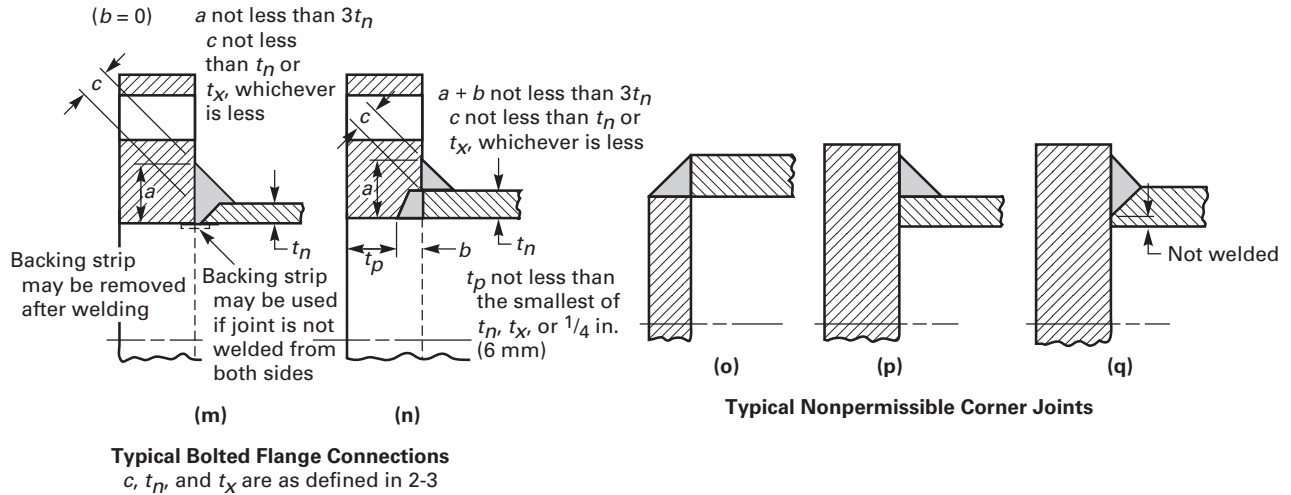 (b = 0)
a not less than 3tn
c not less
than tn or
tx, whichever
is less
c
a
tn
Backing strip
may be removed
after welding
Backing strip
may be used
if joint is not
welded from
both sides
(m)
a + b not less than 3tn
c not less than tn or
tx, whichever is less
c
a
tp
b
tn
tp not less than
the smallest of
tn, tx, or 1/4 in.
(6 mm)
(n)
Typical Bolted Flange Connections
c, tn, and tx are as defined in 2-3
(o)
(p)
Not welded
(q)
Typical Nonpermissible Corner Joints